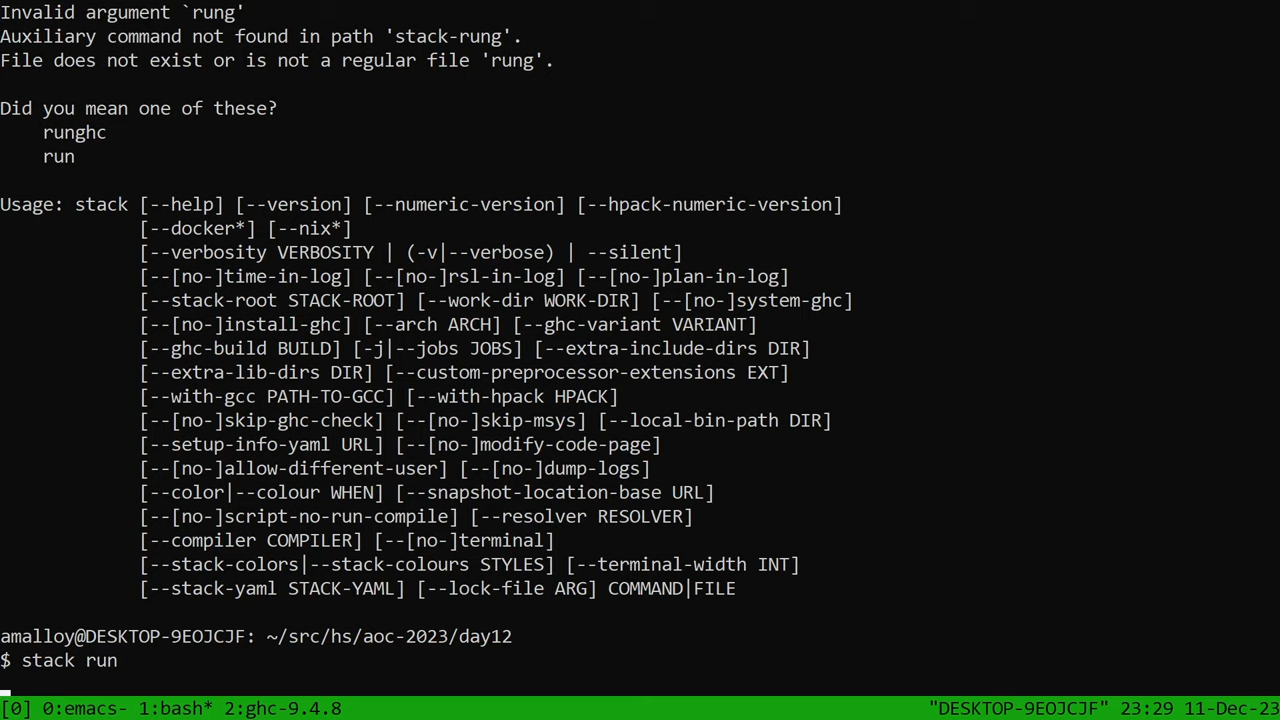 Invalid argument `rung'
Auxiliary command not found in path 'stack-rung'.
File does not exist or is not a regular file 'rung'.
Did you mean one of these?
runghc
run
Usage: stack [--help] [--version] [--numeric-version] [--hpack-numeric-version]
[--docker*] [--nix*]
[--verbosity VERBOSITY | (-v|--verbose) | --silent]
[--[no-]time-in-log] [--[no-]rsl-in-log] [--[no-]plan-in-log]
[--stack-root STACK-ROOT] [--work-dir WORK-DIR] [--[no-]system-ghc]
[--[no-]install-ghc] [--arch ARCH] [--ghc-variant VARIANT]
[--ghc-build BUILD] [-j|--jobs JOBS] [--extra-include-dirs DIR]
[--extra-lib-dirs DIR] [--custom-preprocessor-extensions EXT]
[--with-gcc PATH-TO-GCC] [--with-hpack HPACK]
[--[no-]skip-ghc-check] [--[no-]skip-msys] [--local-bin-path DIR]
[--setup-info-yaml URL] [--[no-]modify-code-page]
[--[no-]allow-different-user] [--[no-]dump-logs]
[--color|--colour WHEN] [--snapshot-location-base URL]
[--[no-]script-no-run-compile] [--resolver RESOLVER]
[--compiler COMPILER] [--[no-]terminal]
[--stack-colors|--stack-colours STYLES] [--terminal-width INT]
[--stack-yaml STACK-YAML] [--lock-file ARG] COMMAND|FILE
amalloy@DESKTOP-9EOJCJF: ~/src/hs/aoc-2023/day12
$ stack run
[0] 0:emacs- 1:bash* 2:ghc-9.4.8 "DESKTOP-9EOJCJF" 23:29 11-Dec-23